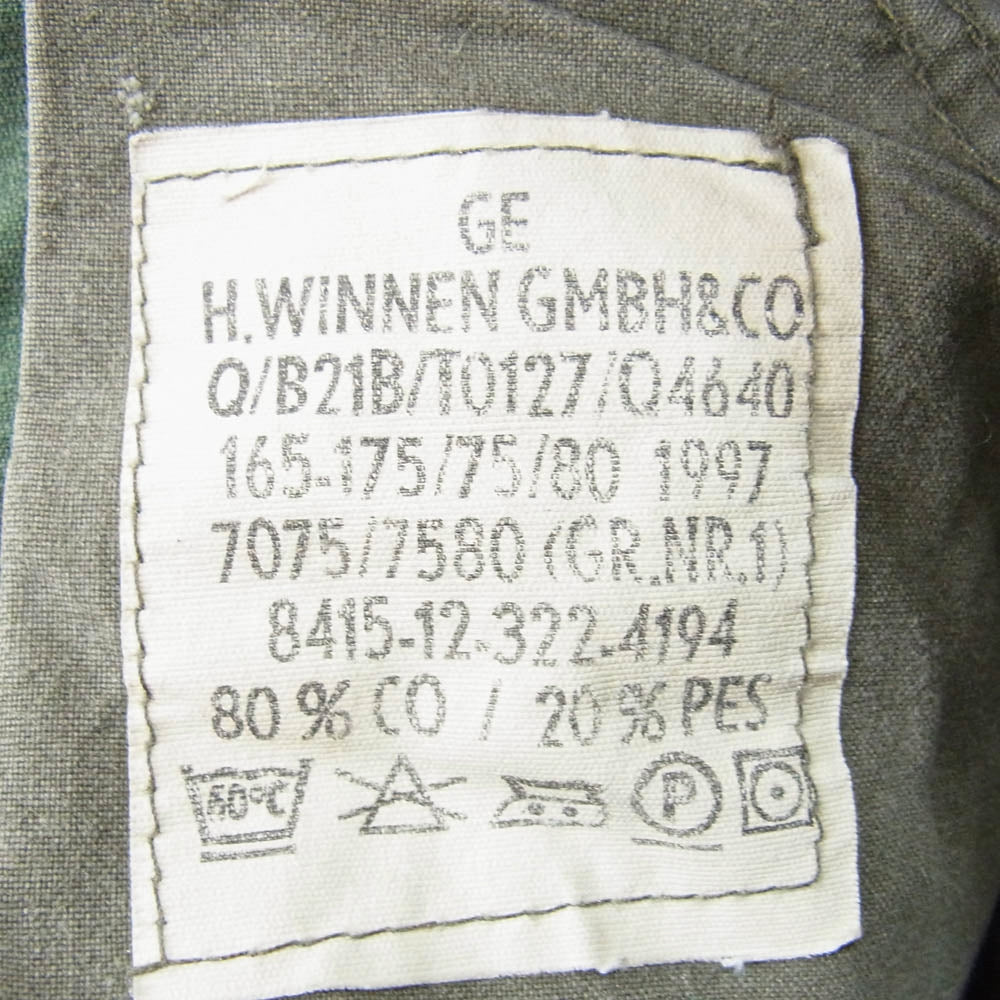 GE
H.WINNEN GMBH&CO
Q/B21B/T0127/Q4640
165-175/75/80 1997
7075/7580 (GR.NR.1)
8415-12-322-4194
80 % CO / 20 % PES
P